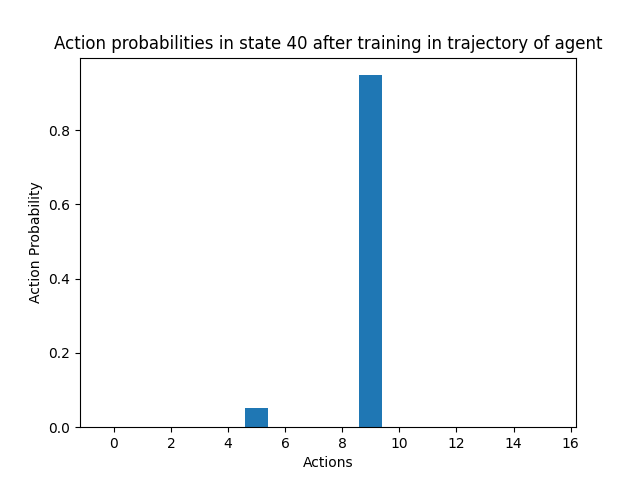 Action probabilities in state 40 after training in trajectory of agent
0.8
0.6
0.4
0.2
0.0
Action Probability
0 2 4 6 8 10 12 14 16
Actions